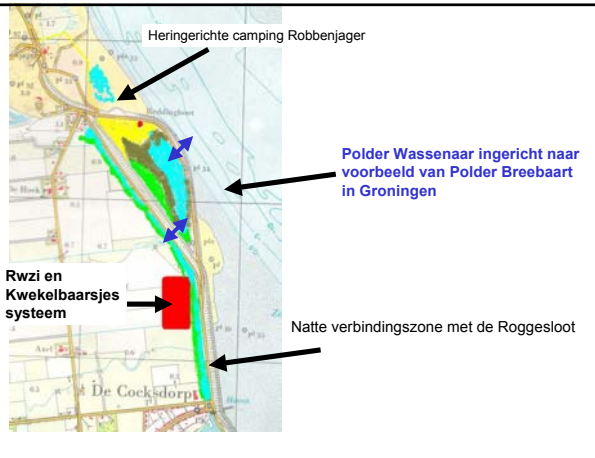 Heringerichte camping Robbenjager
Reddingboot
Polder Wassenaar ingericht naar
voorbeeld van Polder Breebaart
in Groningen
Rwzi en
Kwekelbaarsjes
systeem
Natte verbindingszone met de Roggesloot
De Cocksdorp